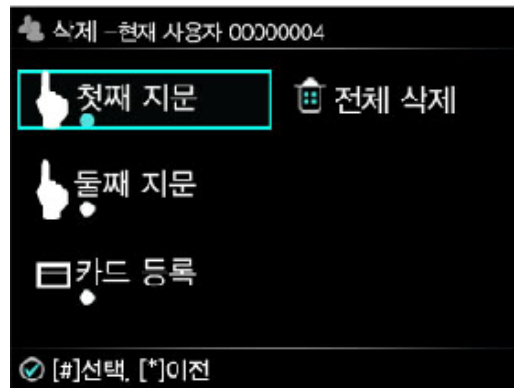 삭제 –현재 사용자 00000004
첫째 지문
전체 삭제
둘째 지문
카드 등록
[#]선택, [*]이전